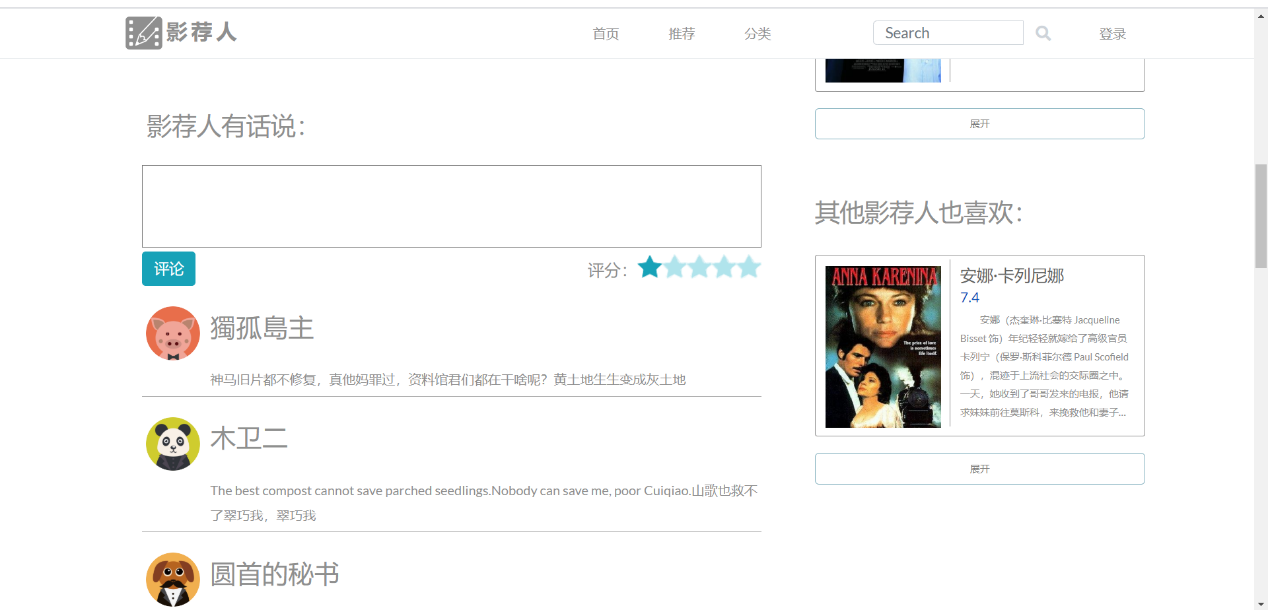 影荐人
首页
推荐
分类
Search
登录
影荐人有话说：
评论
评分：
獨孤島主
神马旧片都不修复，真他妈罪过，资料馆君们都在干啥呢？黄土地生生变成灰土地
木卫二
The best compost cannot save parched seedlings.Nobody can save me, poor Cuiqiao.山歌也救不
了翠巧我，翠巧我
圆首的秘书
展开
其他影荐人也喜欢：
ANNA KARENINA
The price of love
is sometimes
life itself.
安娜·卡列尼娜
7.4
安娜（杰奎琳·比塞特 Jacqueline
Bisset 饰）年纪轻轻就嫁给了高级官员
卡列宁（保罗·斯科菲尔德 Paul Scofield
饰），混迹于上流社会的交际圈之中。
一天，她收到了哥哥发来的电报，他请
求妹妹前往莫斯科，来挽救他和妻子...
展开